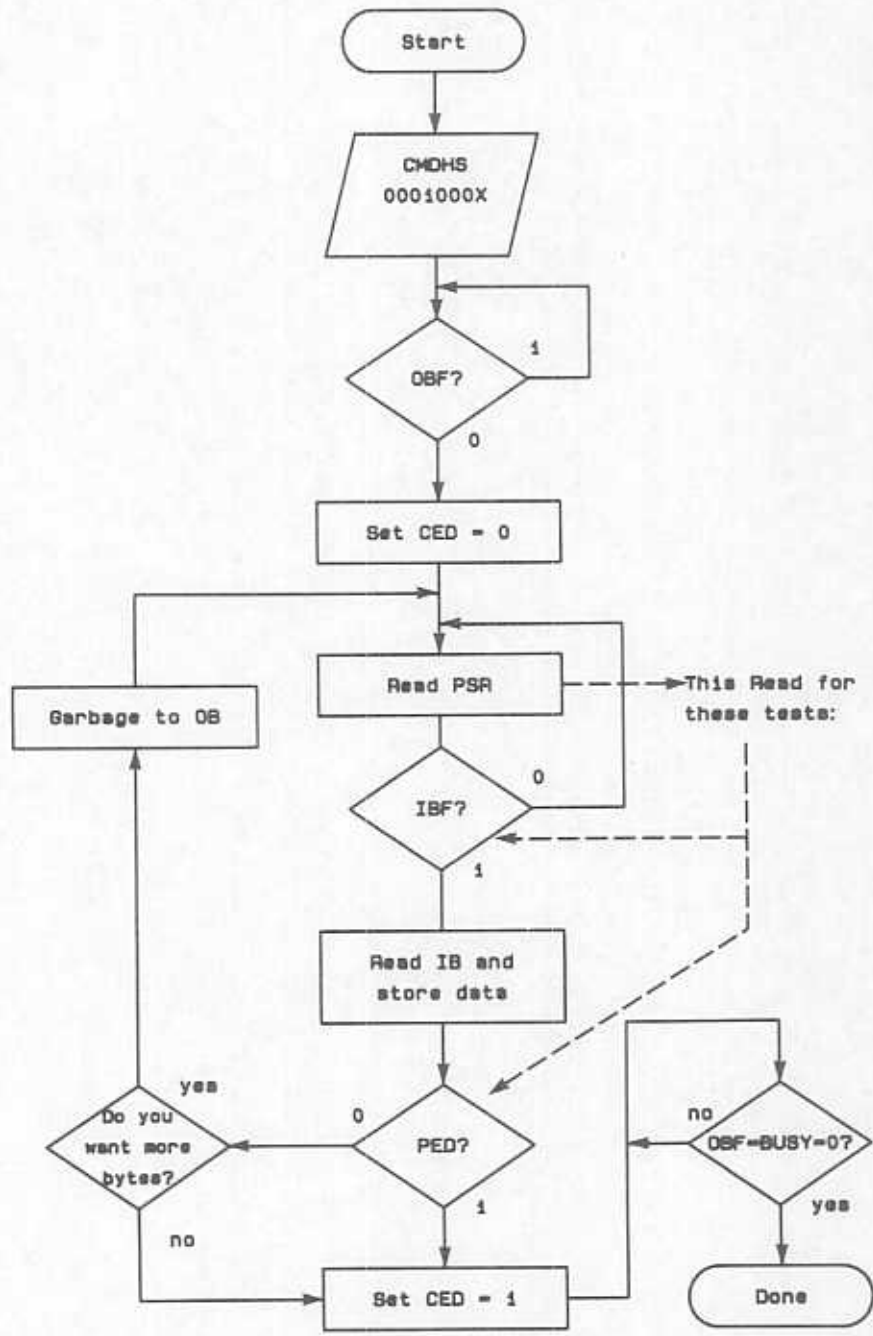 Start
CMDHS
0001000X
OBF?
1
0
Set CED = 0
Read PSR
This Read for
these tests:
Garbage to OB
IBF?
0
1
Read IB and
store data
PED?
0
1
Do you
want more
bytes?
yes
no
Set CED = 1
OBF=BUSY=0?
no
yes
Done